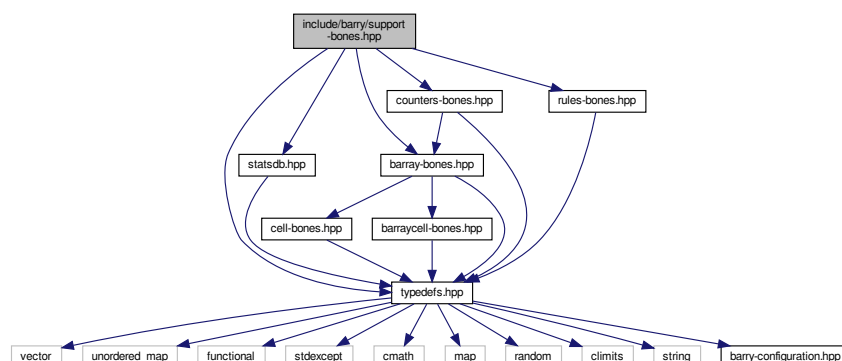 include/barry/support
-bones.hpp
counters-bones.hpp
rules-bones.hpp
statsdb.hpp
barray-bones.hpp
cell-bones.hpp
barraycell-bones.hpp
typedefs.hpp
vector
unordered_map
functional
stdexcept
cmath
map
random
climits
string
barry-configuration.hpp